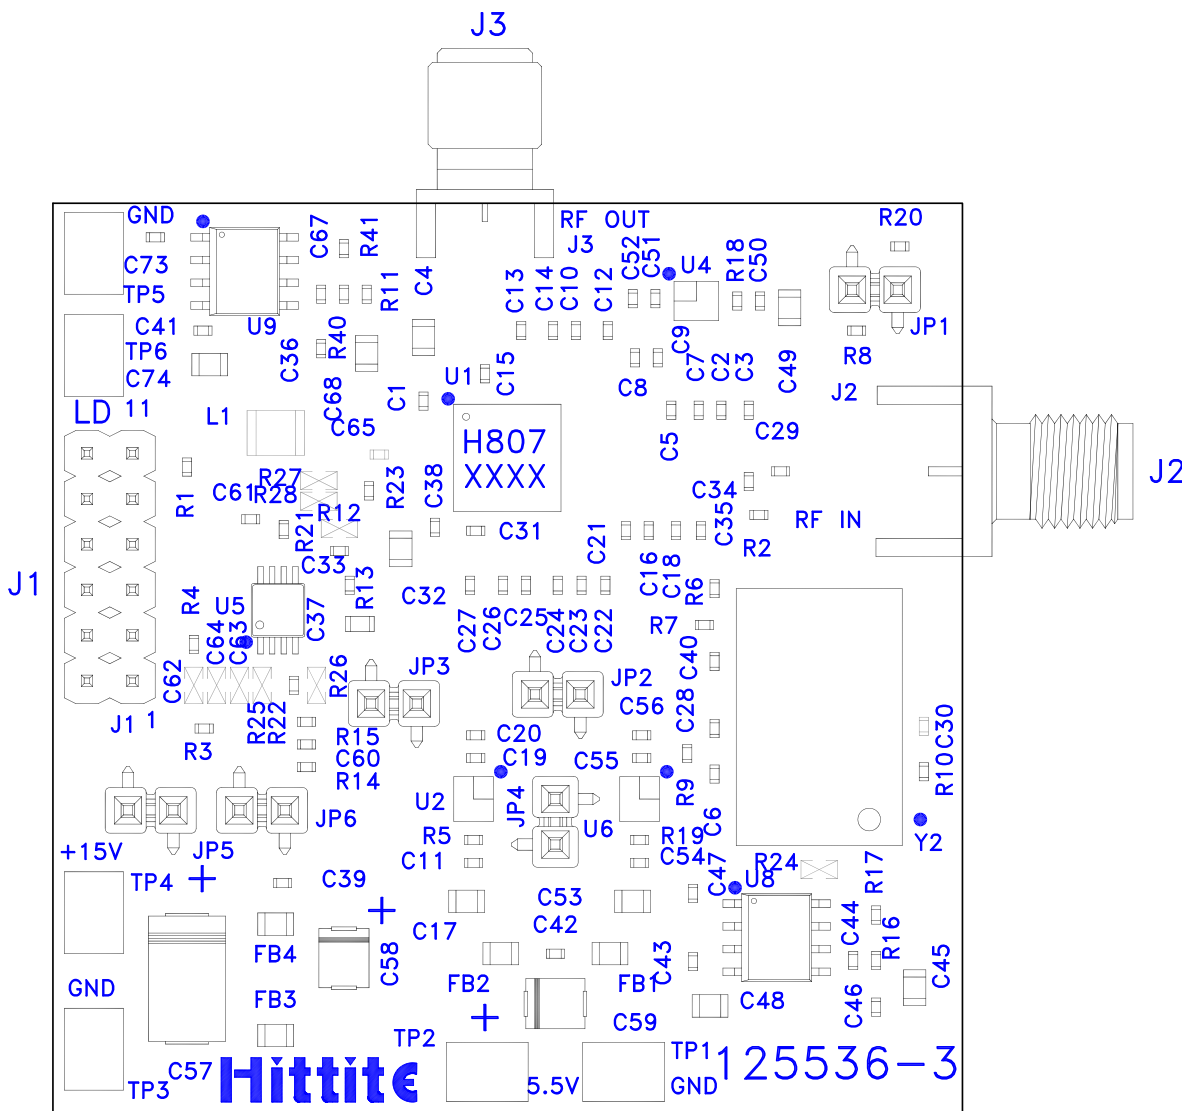 J3
GND
RF OUT
J3
R20
C67
R41
C52
C51
U4
R18
C50
C73
TP5
R11
C4
C13
C14
C10
C12
C41
U9
JP1
TP6
C74
C36
R40
C9
R8
C8
C7
C2
C3
C49
U1
C15
J2
LD 11
L1
C68
C65
C1
C5
C29
H807
XXXX
J2
R27
R28
C61
R1
R12
R23
C38
C34
C35
RF IN
R21
C33
C31
C21
R2
J1
R4
U5
C64
C63
C37
R13
C32
C27
C26
C25
C24
C23
C22
C16
C18
R6
R7
C40
C62
R26
JP3
JP2
C56
C28
J1 1
R3
R25
R22
R15
C60
R14
C20
C19
C55
R9
C30
R10
JP5
JP6
U2
JP4
U6
C6
Y2
+15V
R5
C11
R19
C54
R24
R17
TP4
C39
C47
U8
C53
C17
C42
C44
R16
FB4
C58
C43
C45
GND
FB3
FB2
FB1
C48
C46
C59
TP2
TP1
125536-3
C57
Hittite
TP3
5.5V
GND